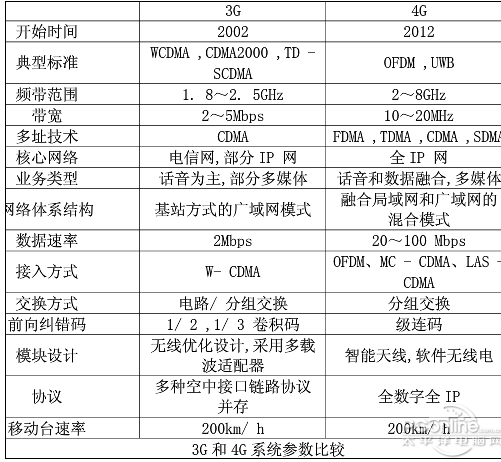 3G 4G
开始时间 2002 2012
典型标准 WCDMA ,CDMA2000 ,TD -
SCDMA OFDM ,UWB
频带范围 1. 8～2. 5GHz 2～8GHz
带宽 2～5Mbps 10～20MHz
多址技术 CDMA FDMA ,TDMA ,CDMA ,SDMA
核心网络 电信网,部分 IP 网 全 IP 网
业务类型 话音为主,部分多媒体 话音和数据融合,多媒体
网络体系结构 基站方式的广域网模式 融合局域网和广域网的
混合模式
数据速率 2Mbps 20～100 Mbps
接入方式 W- CDMA OFDM、MC - CDMA、LAS -
CDMA
交换方式 电路/ 分组交换 分组交换
前向纠错码 1/ 2 ,1/ 3 卷积码 级连码
模块设计 无线优化设计,采用多载
波适配器 智能天线,软件无线电
协议 多种空中接口链路协议
并存 全数字全 IP
移动台速率 200km/ h 200km/ h
3G 和 4G 系统参数比较